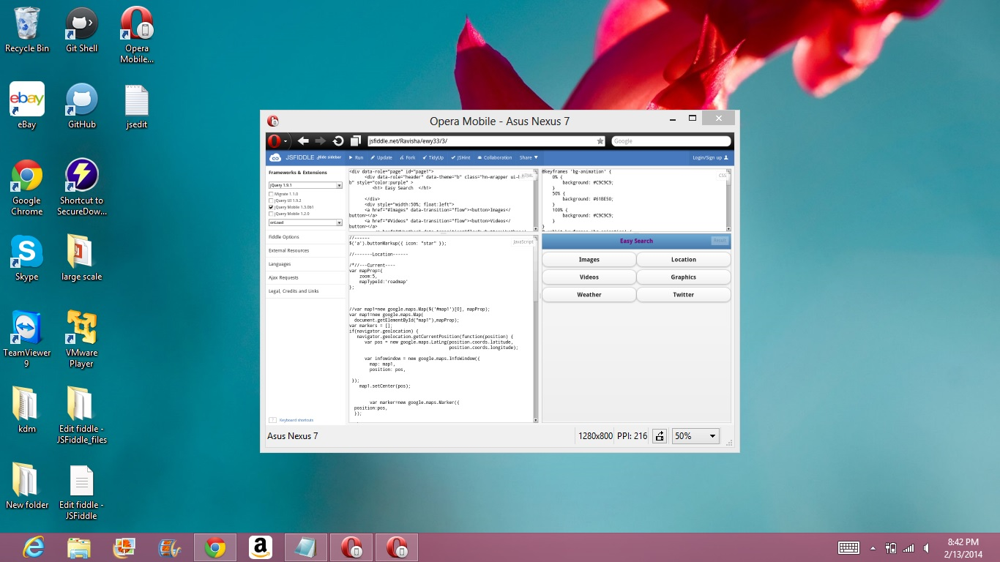 Recycle Bin
Git Shell
Opera
Mobile...
ebay
eBay
GitHub
jsedit
Google
Chrome
Shortcut to
SecureDow...
Skype
large scale
TeamViewer
9
VMware
Player
kdm
Edit fiddle -
JSFiddle_files
New folder
Edit fiddle -
JSFiddle
Opera Mobile - Asus Nexus 7
jsfiddle.net/Ravisha/ewy33/3/
Google
JSFIDDLE Hide sidebar Run Update Fork TidyUp JSHint Collaboration Share Login/Sign up
Frameworks & Extensions
jQuery 1.9.1
Migrate 1.1.0
jQuery UI 1.9.2
jQuery Mobile 1.3.0b1
jQuery Mobile 1.2.0
onLoad
Fiddle Options
External Resources
Languages
Ajax Requests
Legal, Credits and Links
Keyboard shortcuts
<div data-role="page" id="page1">
<div data-role="header" data-theme="b" class="hn-wrapper ui-l
b" style="color:purple" >
<h1> Easy Search </h1>
</div>
<div style="width:50%; float:left">
<a href="#Images" data-transition="flow"><button>Images</
button></a>
<a href="#Videos" data-transition="flow"><button>Videos</
button></a>
HTML
@keyframes 'bg-animation' {
0% {
background: #C9C9C9;
}
50% {
background: #61BE50;
}
100% {
background: #C9C9C9;
}
}
CSS
//------
$('a').buttonMarkup({ icon: "star" });
//-------Location------
/*//---Current----
var mapProp={
zoom:5,
mapTypeId:'roadmap'
};
//var map1=new google.maps.Map($('#map1')[0], mapProp);
var map1=new google.maps.Map(
document.getElementById("map1"),mapProp);
var markers = [];
if(navigator.geolocation) {
navigator.geolocation.getCurrentPosition(function(position) {
var pos = new google.maps.LatLng(position.coords.latitude,
position.coords.longitude);
var infowindow = new google.maps.InfoWindow({
map: map1,
position: pos,
});
map1.setCenter(pos);
var marker=new google.maps.Marker({
position:pos,
});
JavaScript
Easy Search
Result
Images
Location
Videos
Graphics
Weather
Twitter
Asus Nexus 7
1280x800 PPI: 216 50%
8:42 PM
2/13/2014